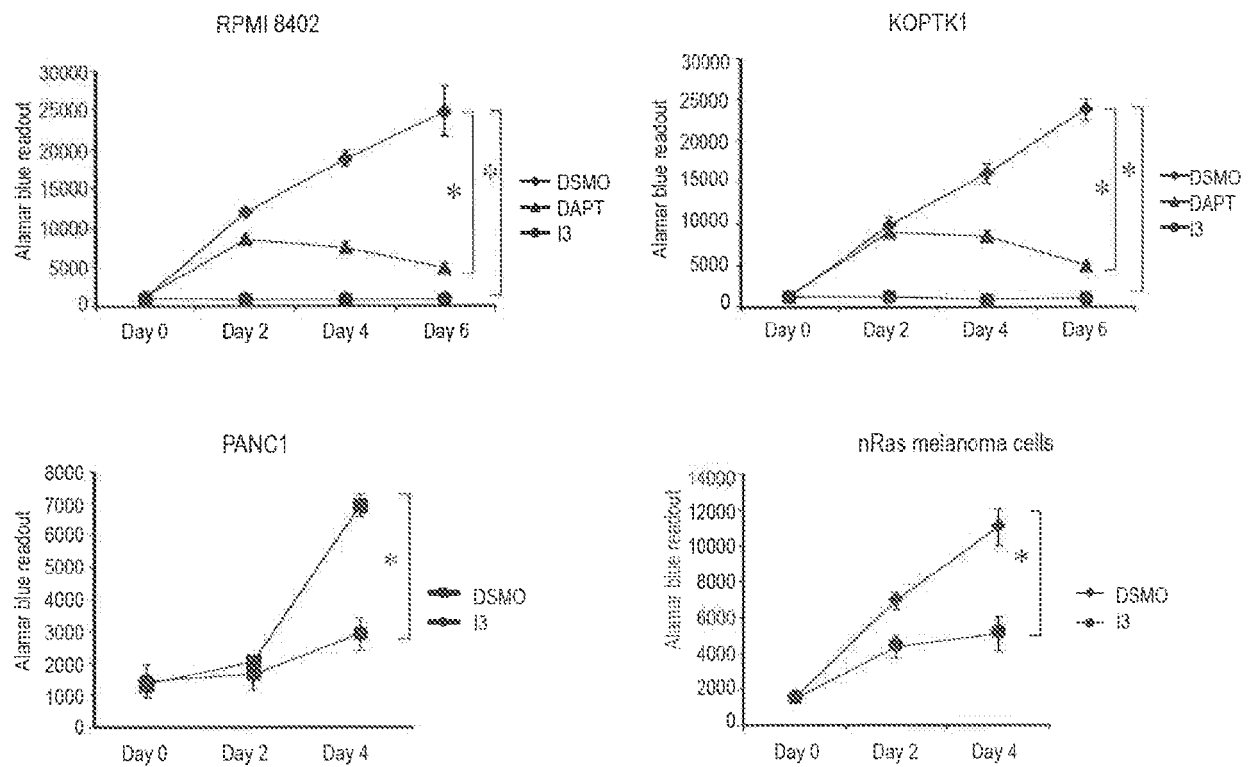 RPMI 8402
Alamar blue readout
30000
25000
20000
15000
10000
5000
0
Day 0 Day 2 Day 4 Day 6
* *
DSMO
DAPT
I3
KOPTK1
Alamar blue readout
30000
25000
20000
15000
10000
5000
0
Day 0 Day 2 Day 4 Day 6
* *
DSMO
DAPT
I3
PANC1
Alamar blue readout
8000
7000
6000
5000
4000
3000
2000
1000
0
Day 0 Day 2 Day 4
*
DSMO
I3
nRas melanoma cells
Alamar blue readout
14000
12000
10000
8000
6000
4000
2000
0
Day 0 Day 2 Day 4
*
DSMO
I3